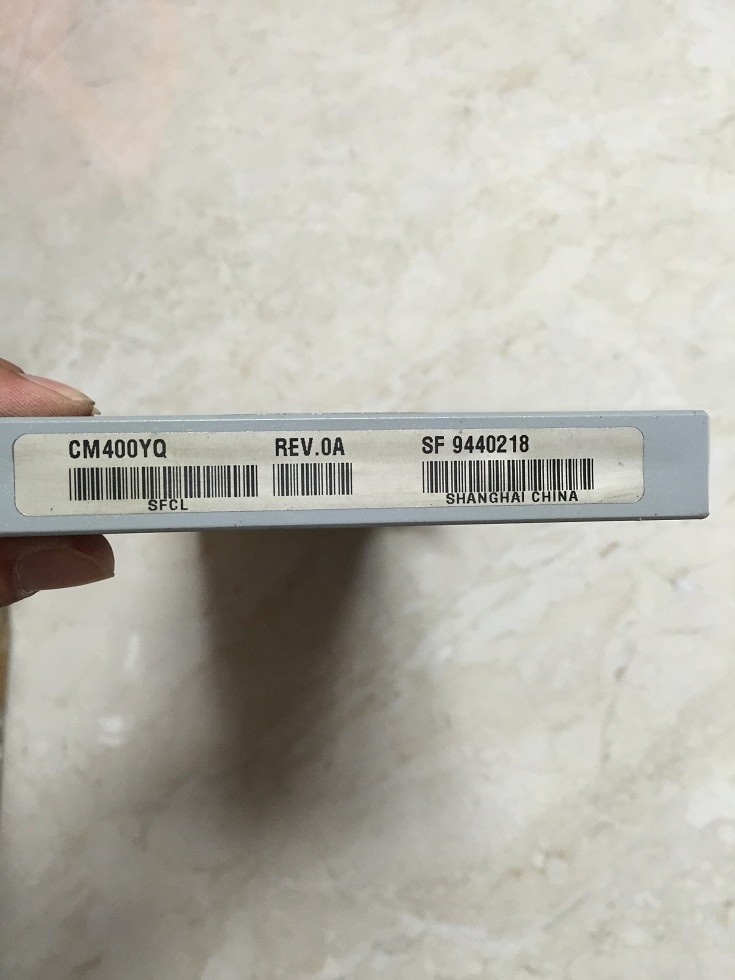 CM400YQ REV.0A SF 9440218
SFCL SHANGHAI CHINA